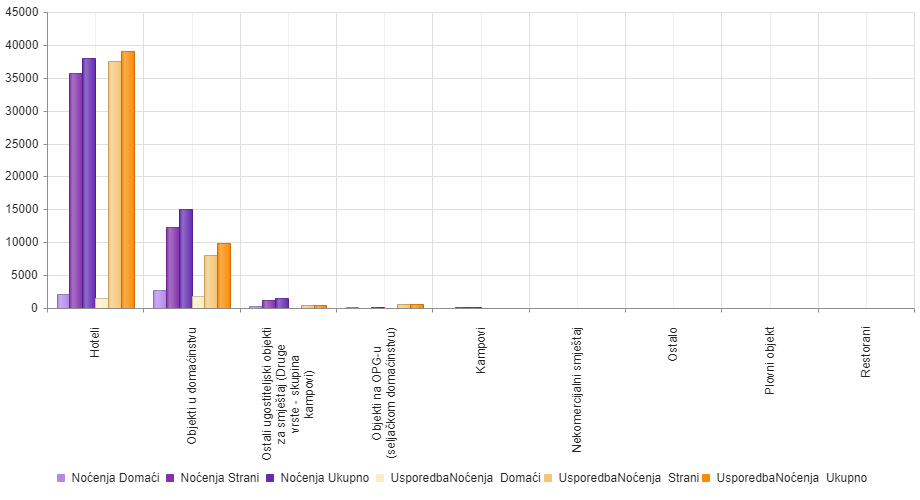 45000
40000
35000
30000
25000
20000
15000
10000
5000
0
Hoteli
Objekti u domaćinstvu
Ostali ugostiteljski objekti
za smještaj (Druge
vrste - skupina
kampovi)
Objekti na OPG-u
(seljačkom domaćinstvu)
Kampovi
Nekomercijalni smještaj
Ostalo
Plovni objekt
Restorani
Noćenja Domaći Noćenja Strani Noćenja Ukupno UsporedbaNoćenja Domaći UsporedbaNoćenja Strani UsporedbaNoćenja Ukupno